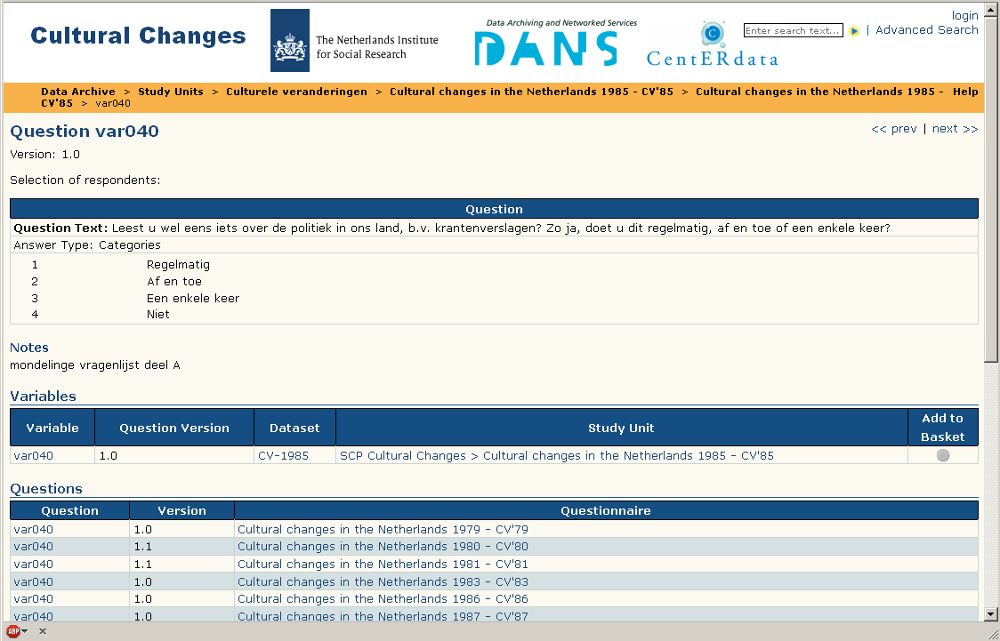 Cultural Changes
The Netherlands Institute
for Social Research
Data Archiving and Networked Services
DANS
CentERdata
login
Enter search text... | Advanced Search
Data Archive > Study Units > Culturele veranderingen > Cultural changes in the Netherlands 1985 - CV'85 > Cultural changes in the Netherlands 1985 - Help
CV'85 > var040
Question var040
<< prev | next >>
Version: 1.0
Selection of respondents:
Question
Question Text: Leest u wel eens iets over de politiek in ons land, b.v. krantenverslagen? Zo ja, doet u dit regelmatig, af en toe of een enkele keer?
Answer Type: Categories
1 Regelmatig
2 Af en toe
3 Een enkele keer
4 Niet
Notes
mondelinge vragenlijst deel A
Variables
Variable Question Version Dataset Study Unit Add to Basket
var040 1.0 CV-1985 SCP Cultural Changes > Cultural changes in the Netherlands 1985 - CV'85
Questions
Question Version Questionnaire
var040 1.0 Cultural changes in the Netherlands 1979 - CV'79
var040 1.1 Cultural changes in the Netherlands 1980 - CV'80
var040 1.1 Cultural changes in the Netherlands 1981 - CV'81
var040 1.0 Cultural changes in the Netherlands 1983 - CV'83
var040 1.0 Cultural changes in the Netherlands 1986 - CV'86
var040 1.0 Cultural changes in the Netherlands 1987 - CV'87
ABP